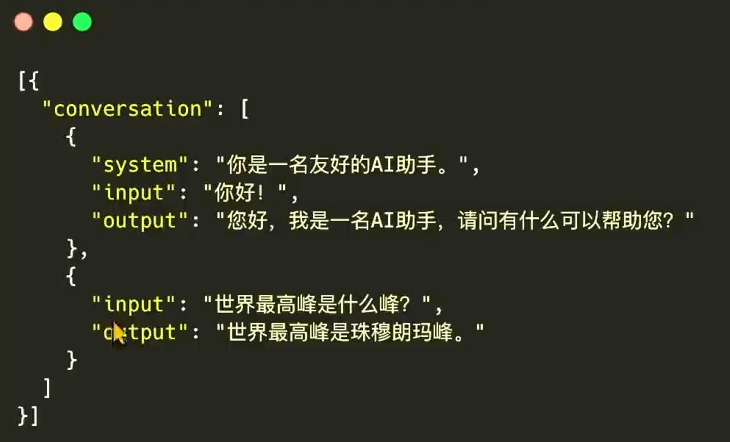 [{
"conversation": [
{
"system": "你是一名友好的AI助手。",
"input": "你好!",
"output": "您好，我是一名AI助手，请问有什么可以帮助您？"
},
{
"input": "世界最高峰是什么峰？",
"output": "世界最高峰是珠穆朗玛峰。"
}
]
}]